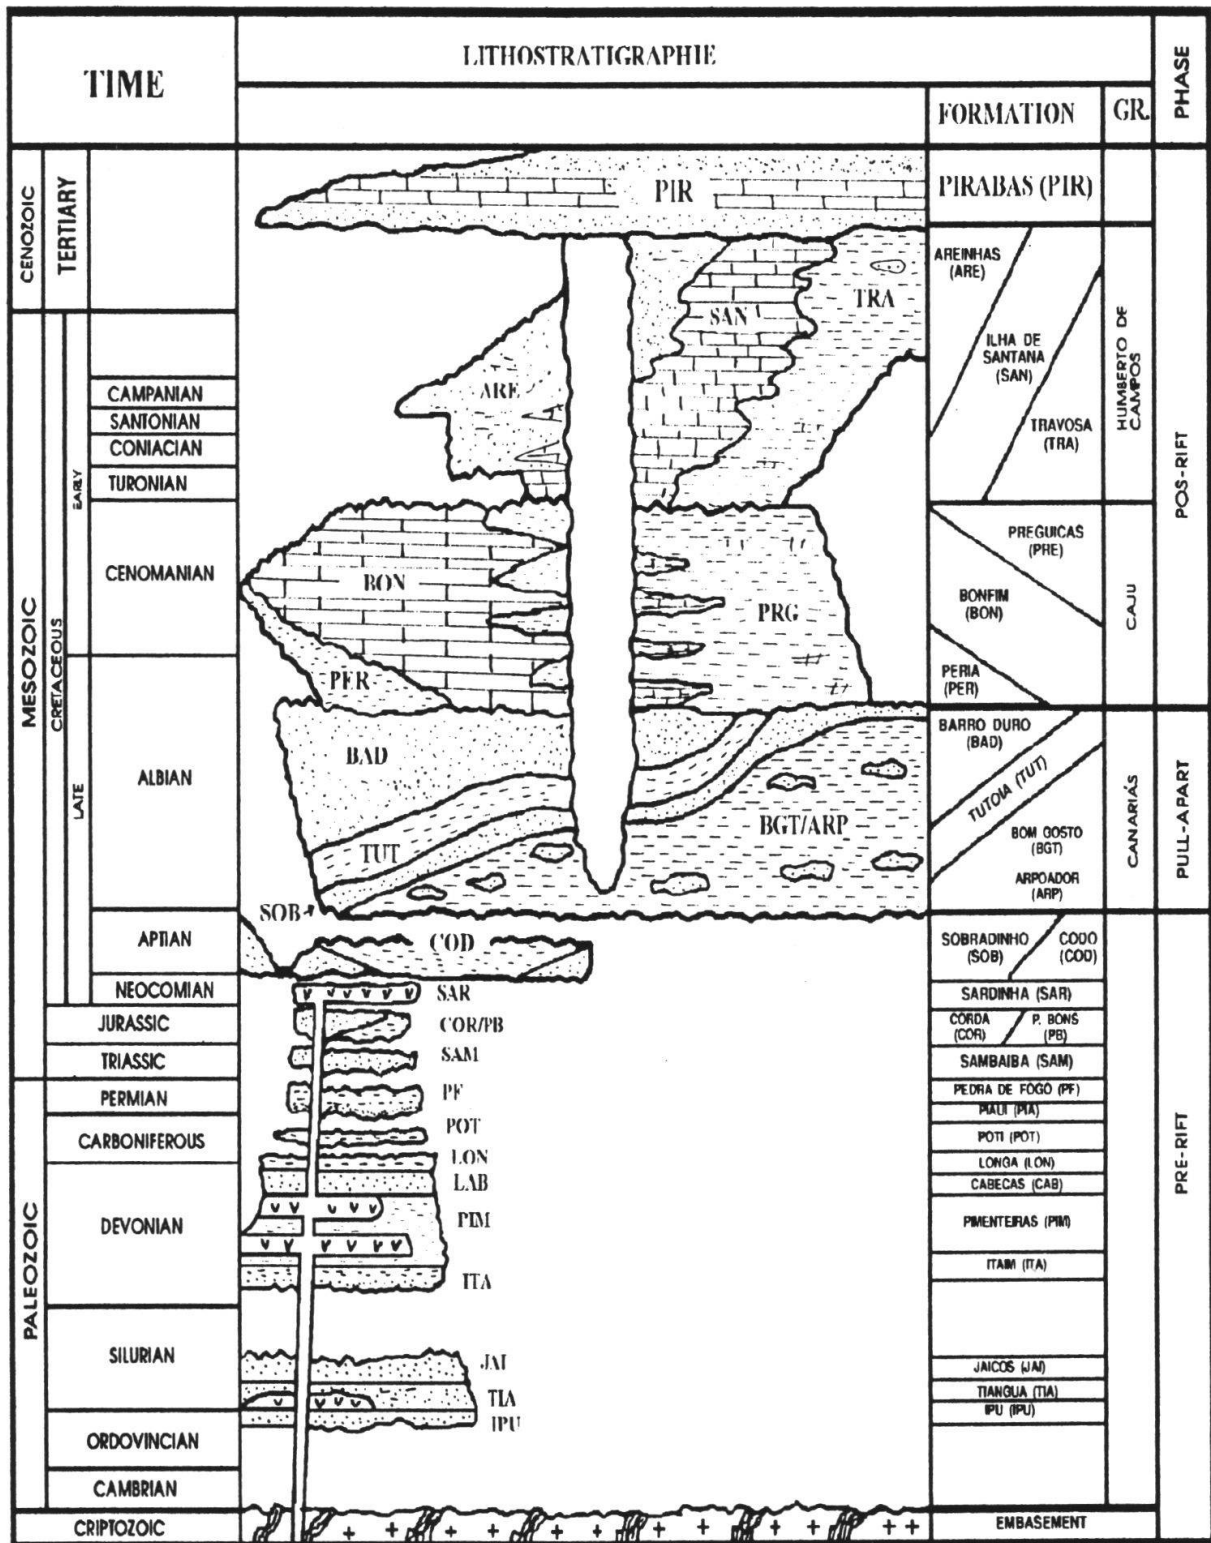 TIME
LITHOSTRATIGRAPHIE
FORMATION
GR.
PHASE
CENOZOIC
TERTIARY
PIR
PIRABAS (PIR)
MESOZOIC
CRETACEOUS
EARLY
LATE
CAMPANIAN
SANTONIAN
CONIACIAN
TURONIAN
CENOMANIAN
ALBIAN
APTIAN
NEOCOMIAN
JURASSIC
TRIASSIC
PALEOZOIC
PERMIAN
CARBONIFEROUS
DEVONIAN
SILURIAN
ORDOVINCIAN
CAMBRIAN
CRIPTOZOIC
ARE
SAN
TRA
BON
PER
PRG
BAD
TUT
BGT/ARP
SOB
COD
SAR
COR/PB
SAM
PF
POT
LON
LAB
PIM
ITA
JAI
TIA
IPU
AREINHAS
(ARE)
ILHA DE
SANTANA
(SAN)
TRAVOSA
(TRA)
PREGUICAS
(PRE)
BONFIM
(BON)
PERIA
(PER)
BARRO DURO
(BAD)
TUTOIA (TUT)
BOM GOSTO
(BGT)
ARPOADOR
(ARP)
SOBRADINHO
(SOB)
CODO
(COD)
SARDINHA (SAR)
CORDA
(COR)
P. BONS
(PB)
SAMBAIBA (SAM)
PEDRA DE FOGO (PF)
PIAUI (PIA)
POTI (POT)
LONGA (LON)
CABECAS (CAB)
PIMENTEIRAS (PIM)
ITAIM (ITA)
JAICOS (JAI)
TIANGUA (TIA)
IPU (IPU)
EMBASEMENT
HUMBERTO DE
CAMPOS
CAJU
CANARIÁS
POS-RIFT
PULL-APART
PRE-RIFT